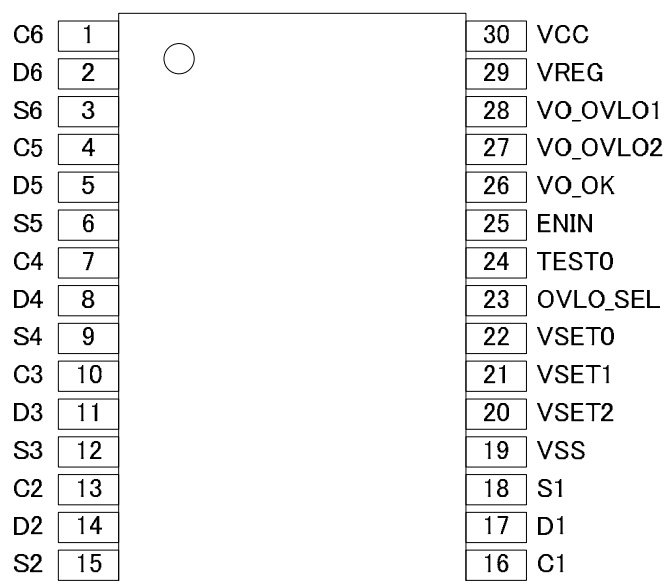 C6 1 30 VCC
D6 2 29 VREG
S6 3 28 VO_OVLO1
C5 4 27 VO_OVLO2
D5 5 26 VO_OK
S5 6 25 ENIN
C4 7 24 TEST0
D4 8 23 OVLO_SEL
S4 9 22 VSET0
C3 10 21 VSET1
D3 11 20 VSET2
S3 12 19 VSS
C2 13 18 S1
D2 14 17 D1
S2 15 16 C1